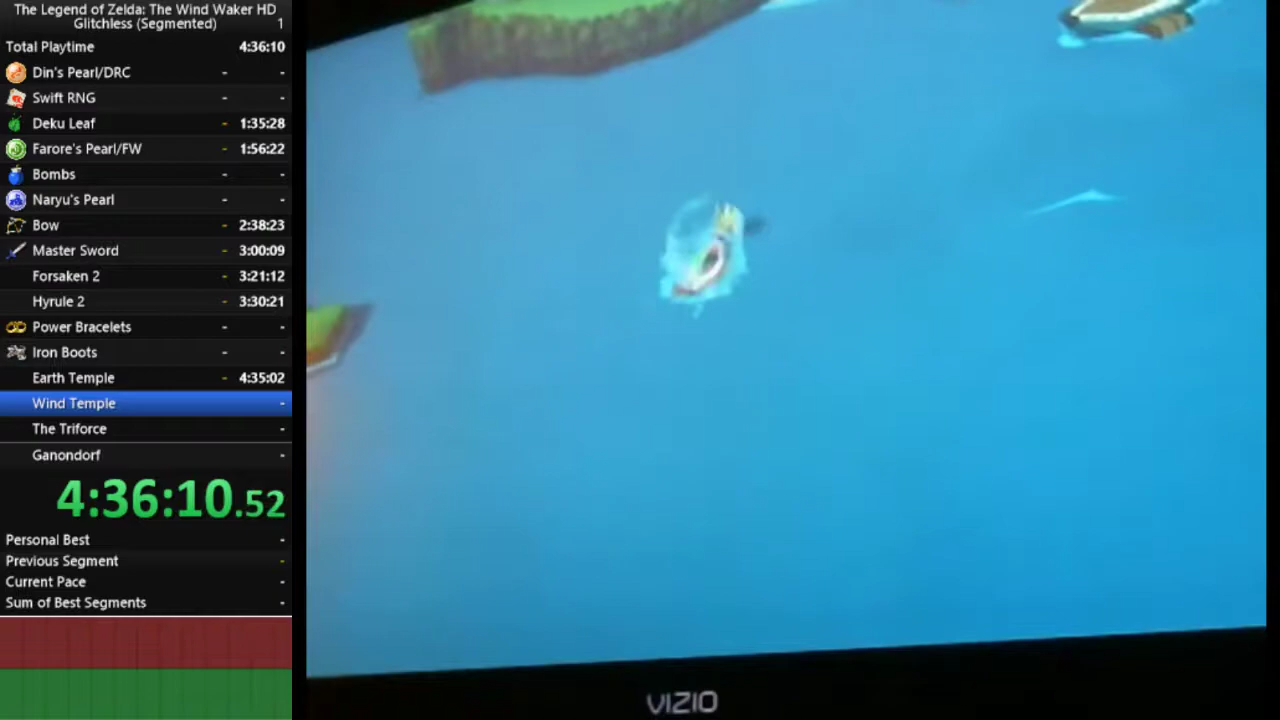 The Legend of Zelda: The Wind Waker HD
Glitchless (Segmented) 1
Total Playtime 4:36:10
Din's Pearl/DRC - -
Swift RNG - -
Deku Leaf - 1:35:28
Farore's Pearl/FW - 1:56:22
Bombs - -
Naryu's Pearl - -
Bow - 2:38:23
Master Sword - 3:00:09
Forsaken 2 - 3:21:12
Hyrule 2 - 3:30:21
Power Bracelets - -
Iron Boots - -
Earth Temple - 4:35:02
Wind Temple -
The Triforce -
Ganondorf -
4:36:10.52
Personal Best -
Previous Segment -
Current Pace -
Sum of Best Segments -
VIZIO